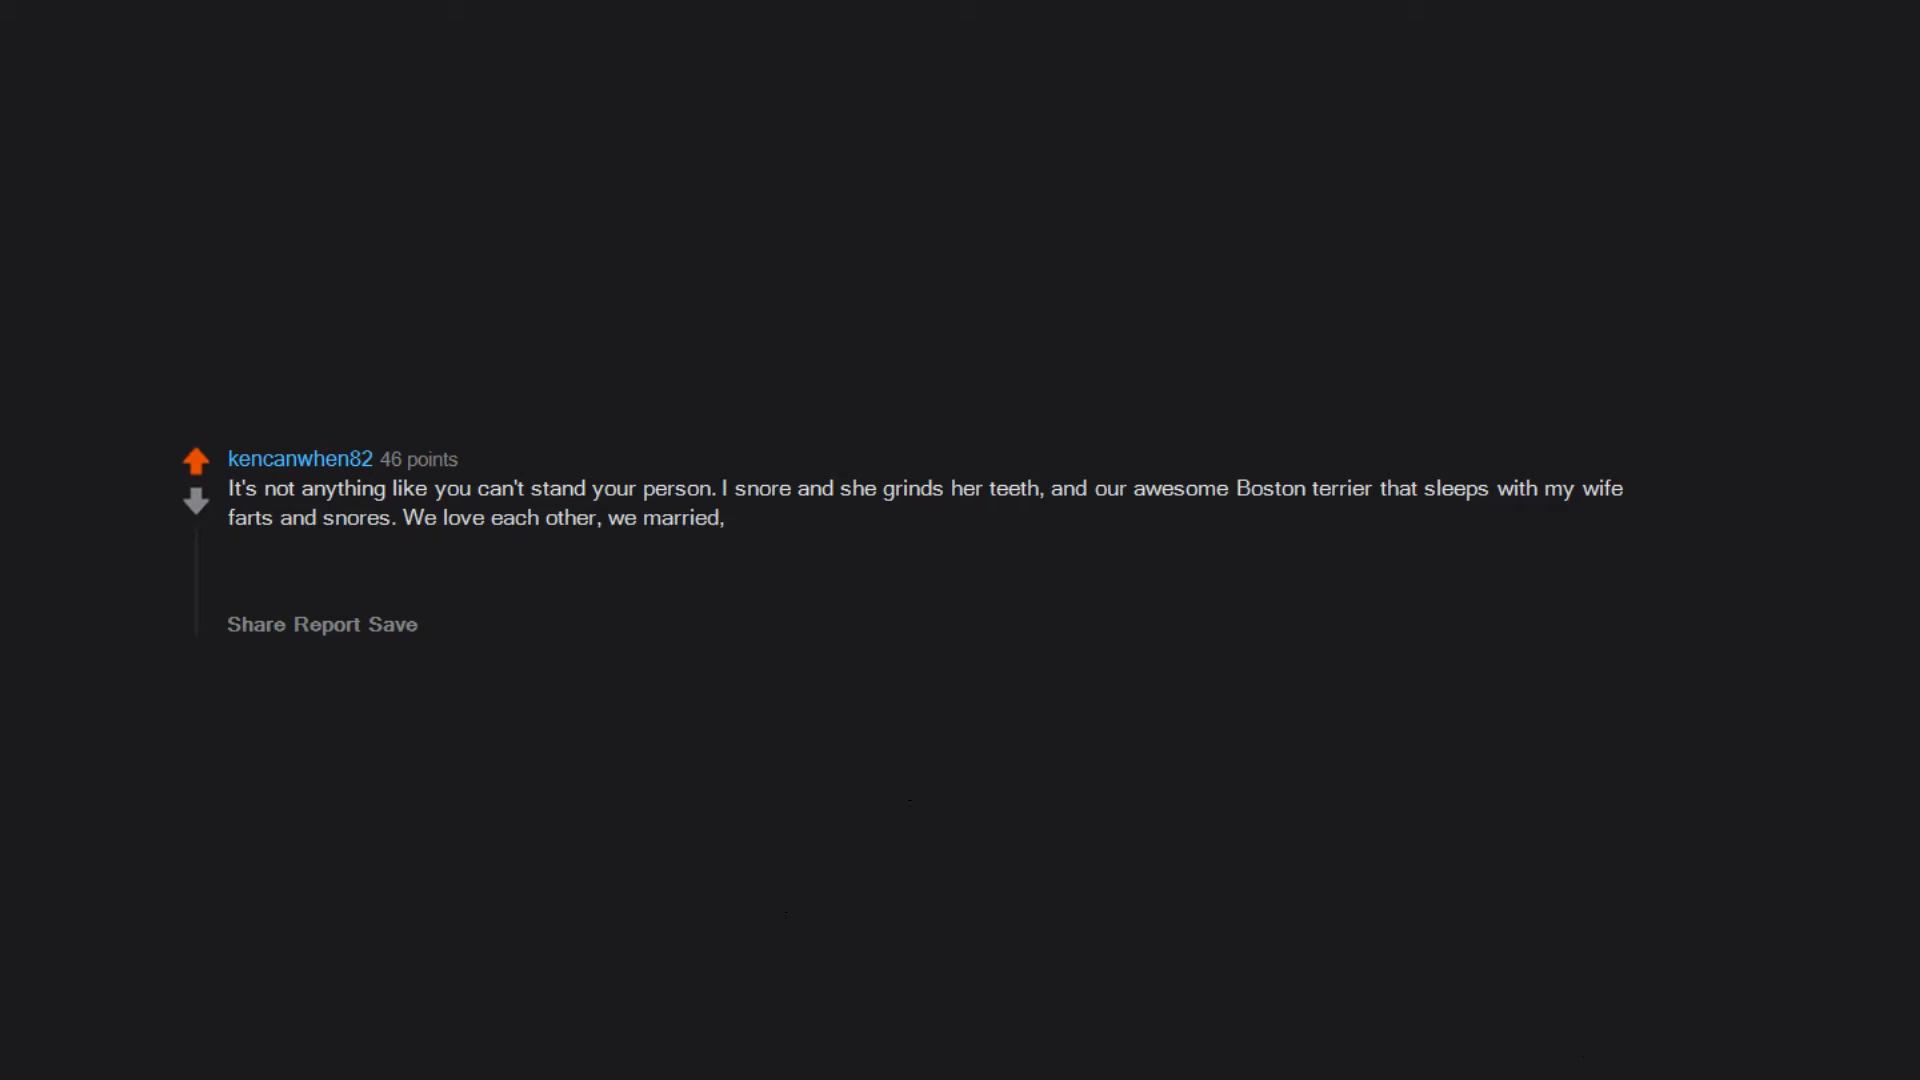 kencanwhen82 46 points
It's not anything like you can't stand your person. I snore and she grinds her teeth, and our awesome Boston terrier that sleeps with my wife
farts and snores. We love each other, we married,
Share Report Save